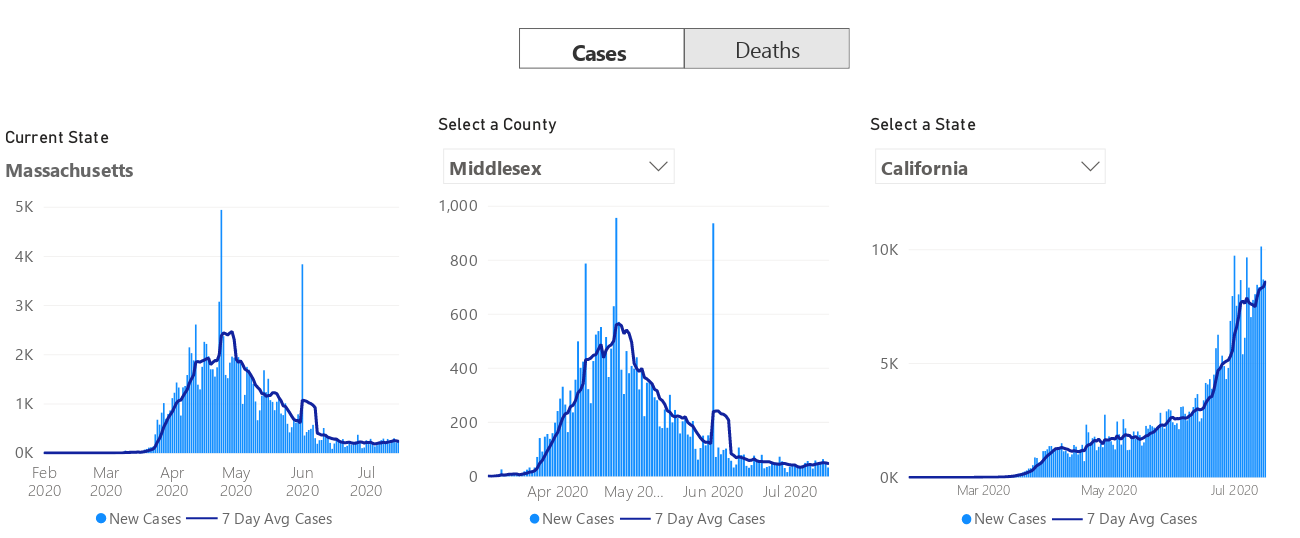 Cases
Deaths
Current State
Massachusetts
5K
4K
3K
2K
1K
0K
Feb Mar Apr May Jun Jul
2020 2020 2020 2020 2020 2020
New Cases 7 Day Avg Cases
Select a County
Middlesex
1,000
800
600
400
200
0
Apr 2020 May 20... Jun 2020 Jul 2020
New Cases 7 Day Avg Cases
Select a State
California
10K
5K
0K
Mar 2020 May 2020 Jul 2020
New Cases 7 Day Avg Cases